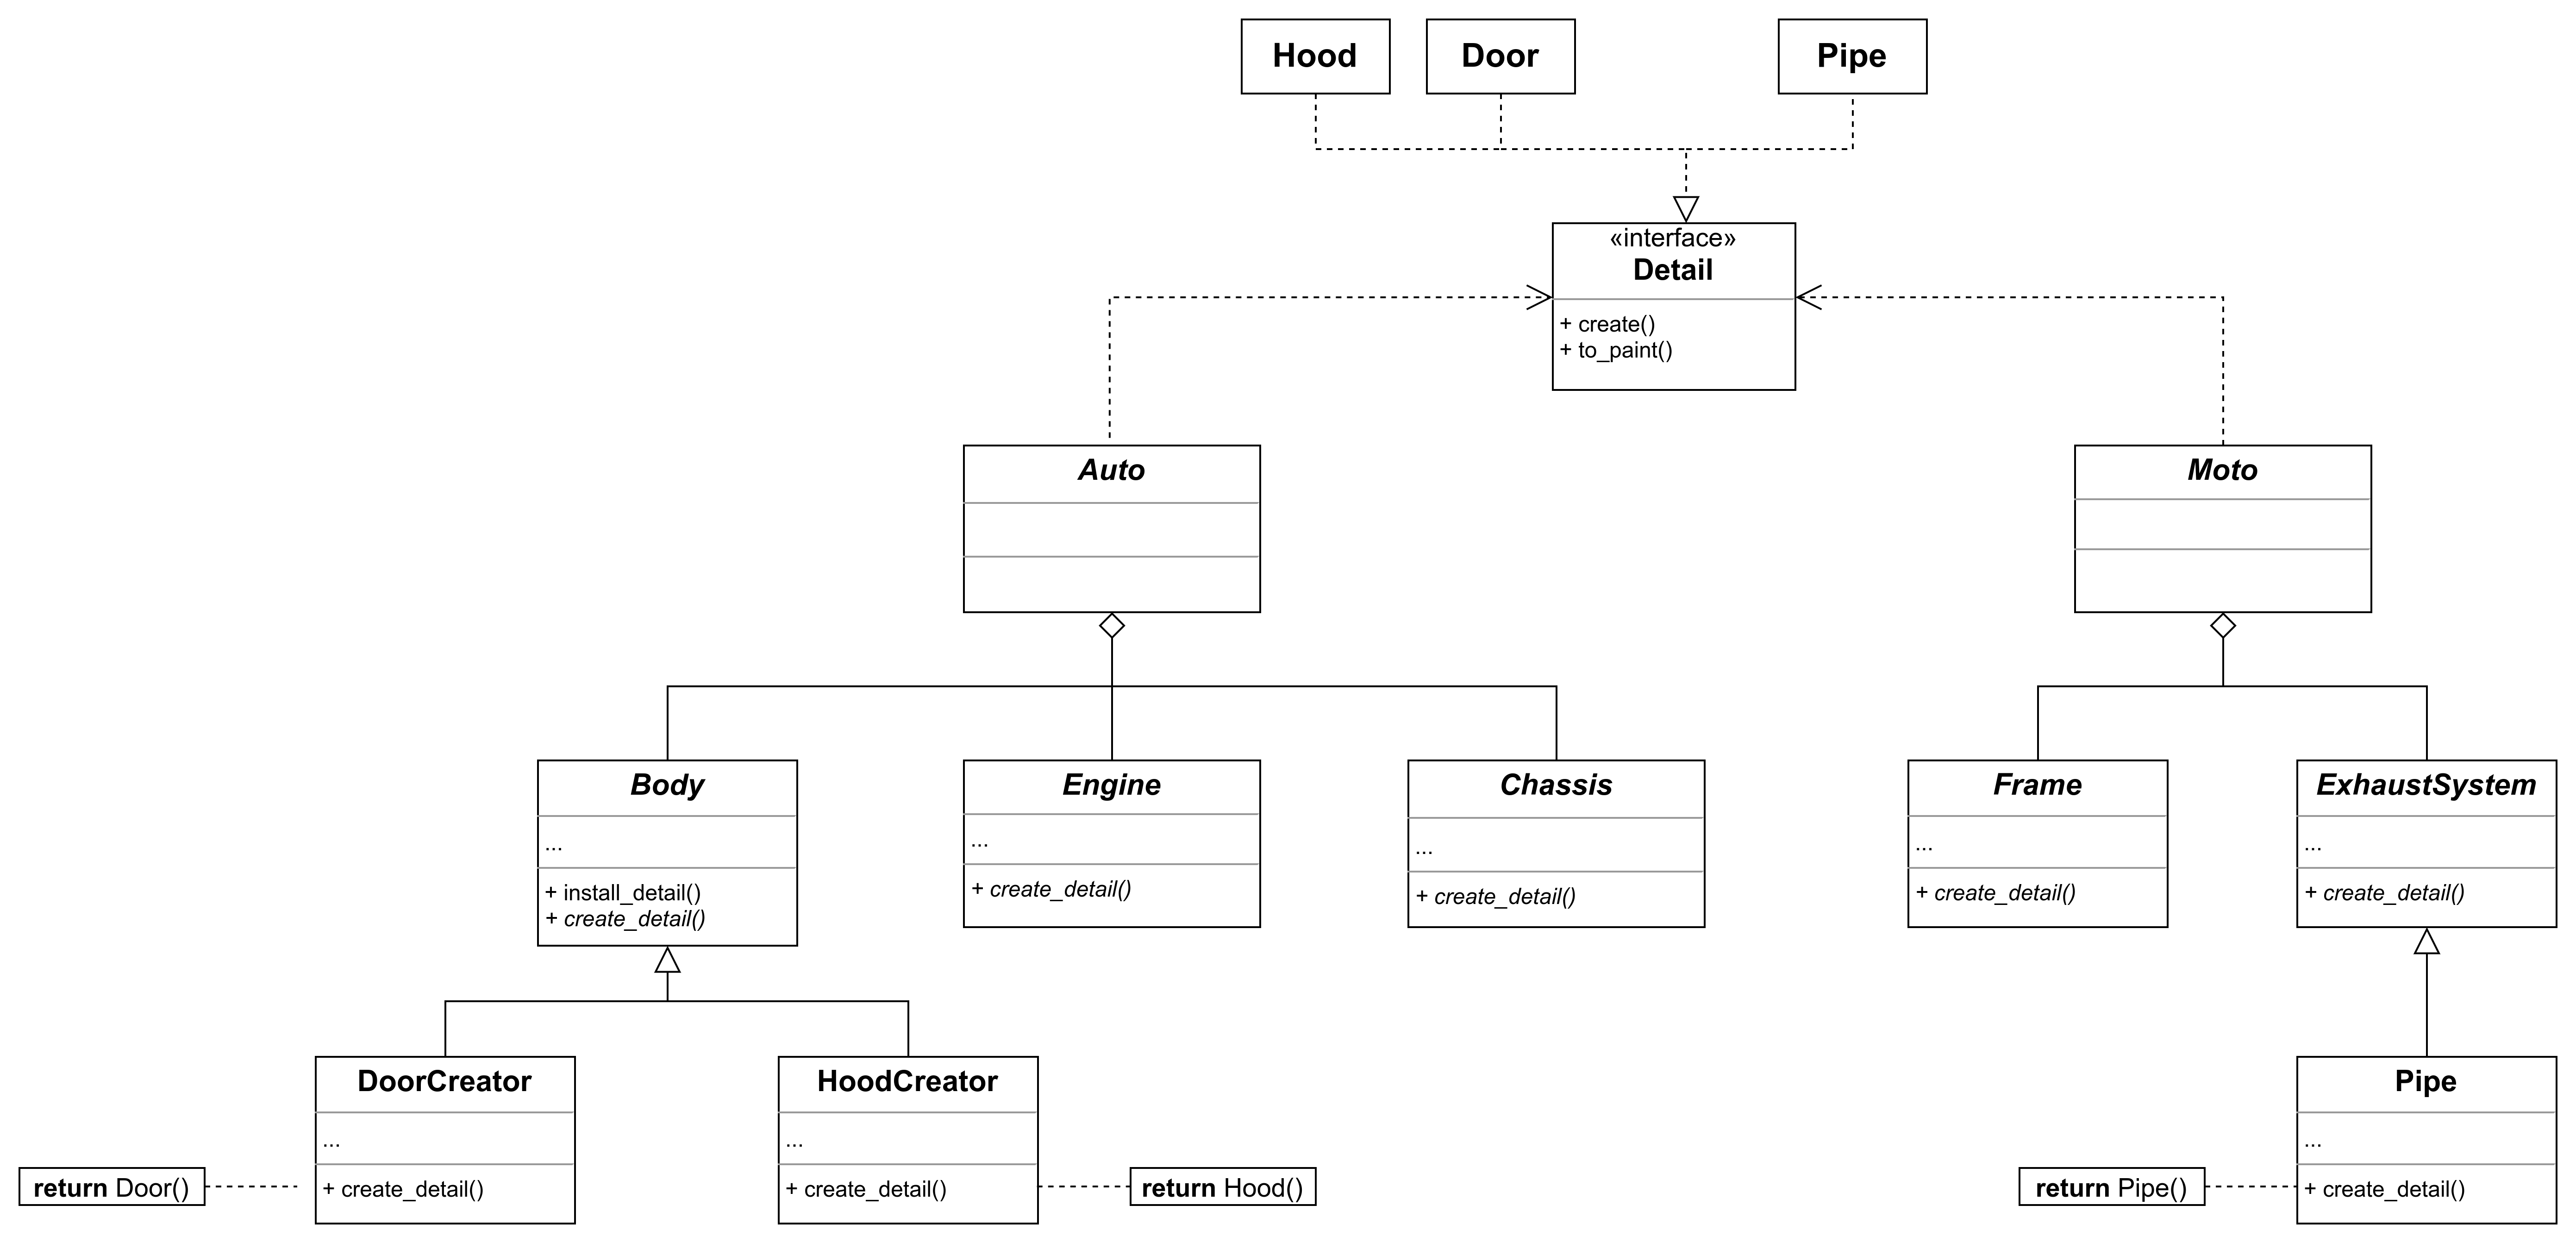 Hood
Door
Pipe
«interface»
Detail
+ create()
+ to_paint()
Auto
Moto
Body
...
+ install_detail()
+ create_detail()
Engine
...
+ create_detail()
Chassis
...
+ create_detail()
Frame
...
+ create_detail()
ExhaustSystem
...
+ create_detail()
DoorCreator
...
+ create_detail()
return Door()
HoodCreator
...
+ create_detail()
return Hood()
Pipe
...
+ create_detail()
return Pipe()